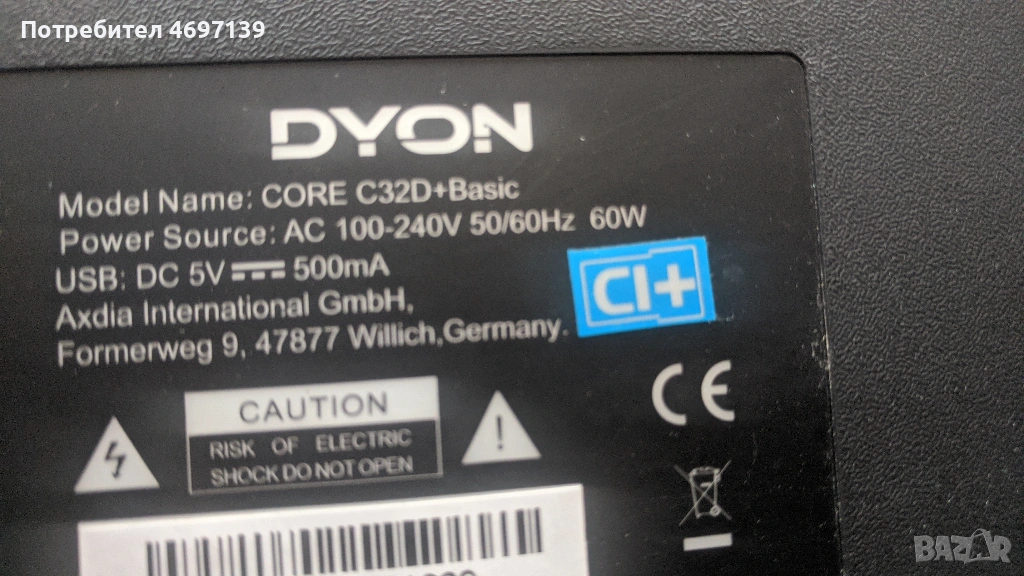 Потребител 4697139
DYON
Model Name: CORE C32D+Basic
Power Source: AC 100-240V 50/60Hz 60W
USB: DC 5V 500mA
Axdia International GmbH,
Formerweg 9, 47877 Willich,Germany.
CI+
CE
CAUTION
RISK OF ELECTRIC
SHOCK DO NOT OPEN
BAZAR